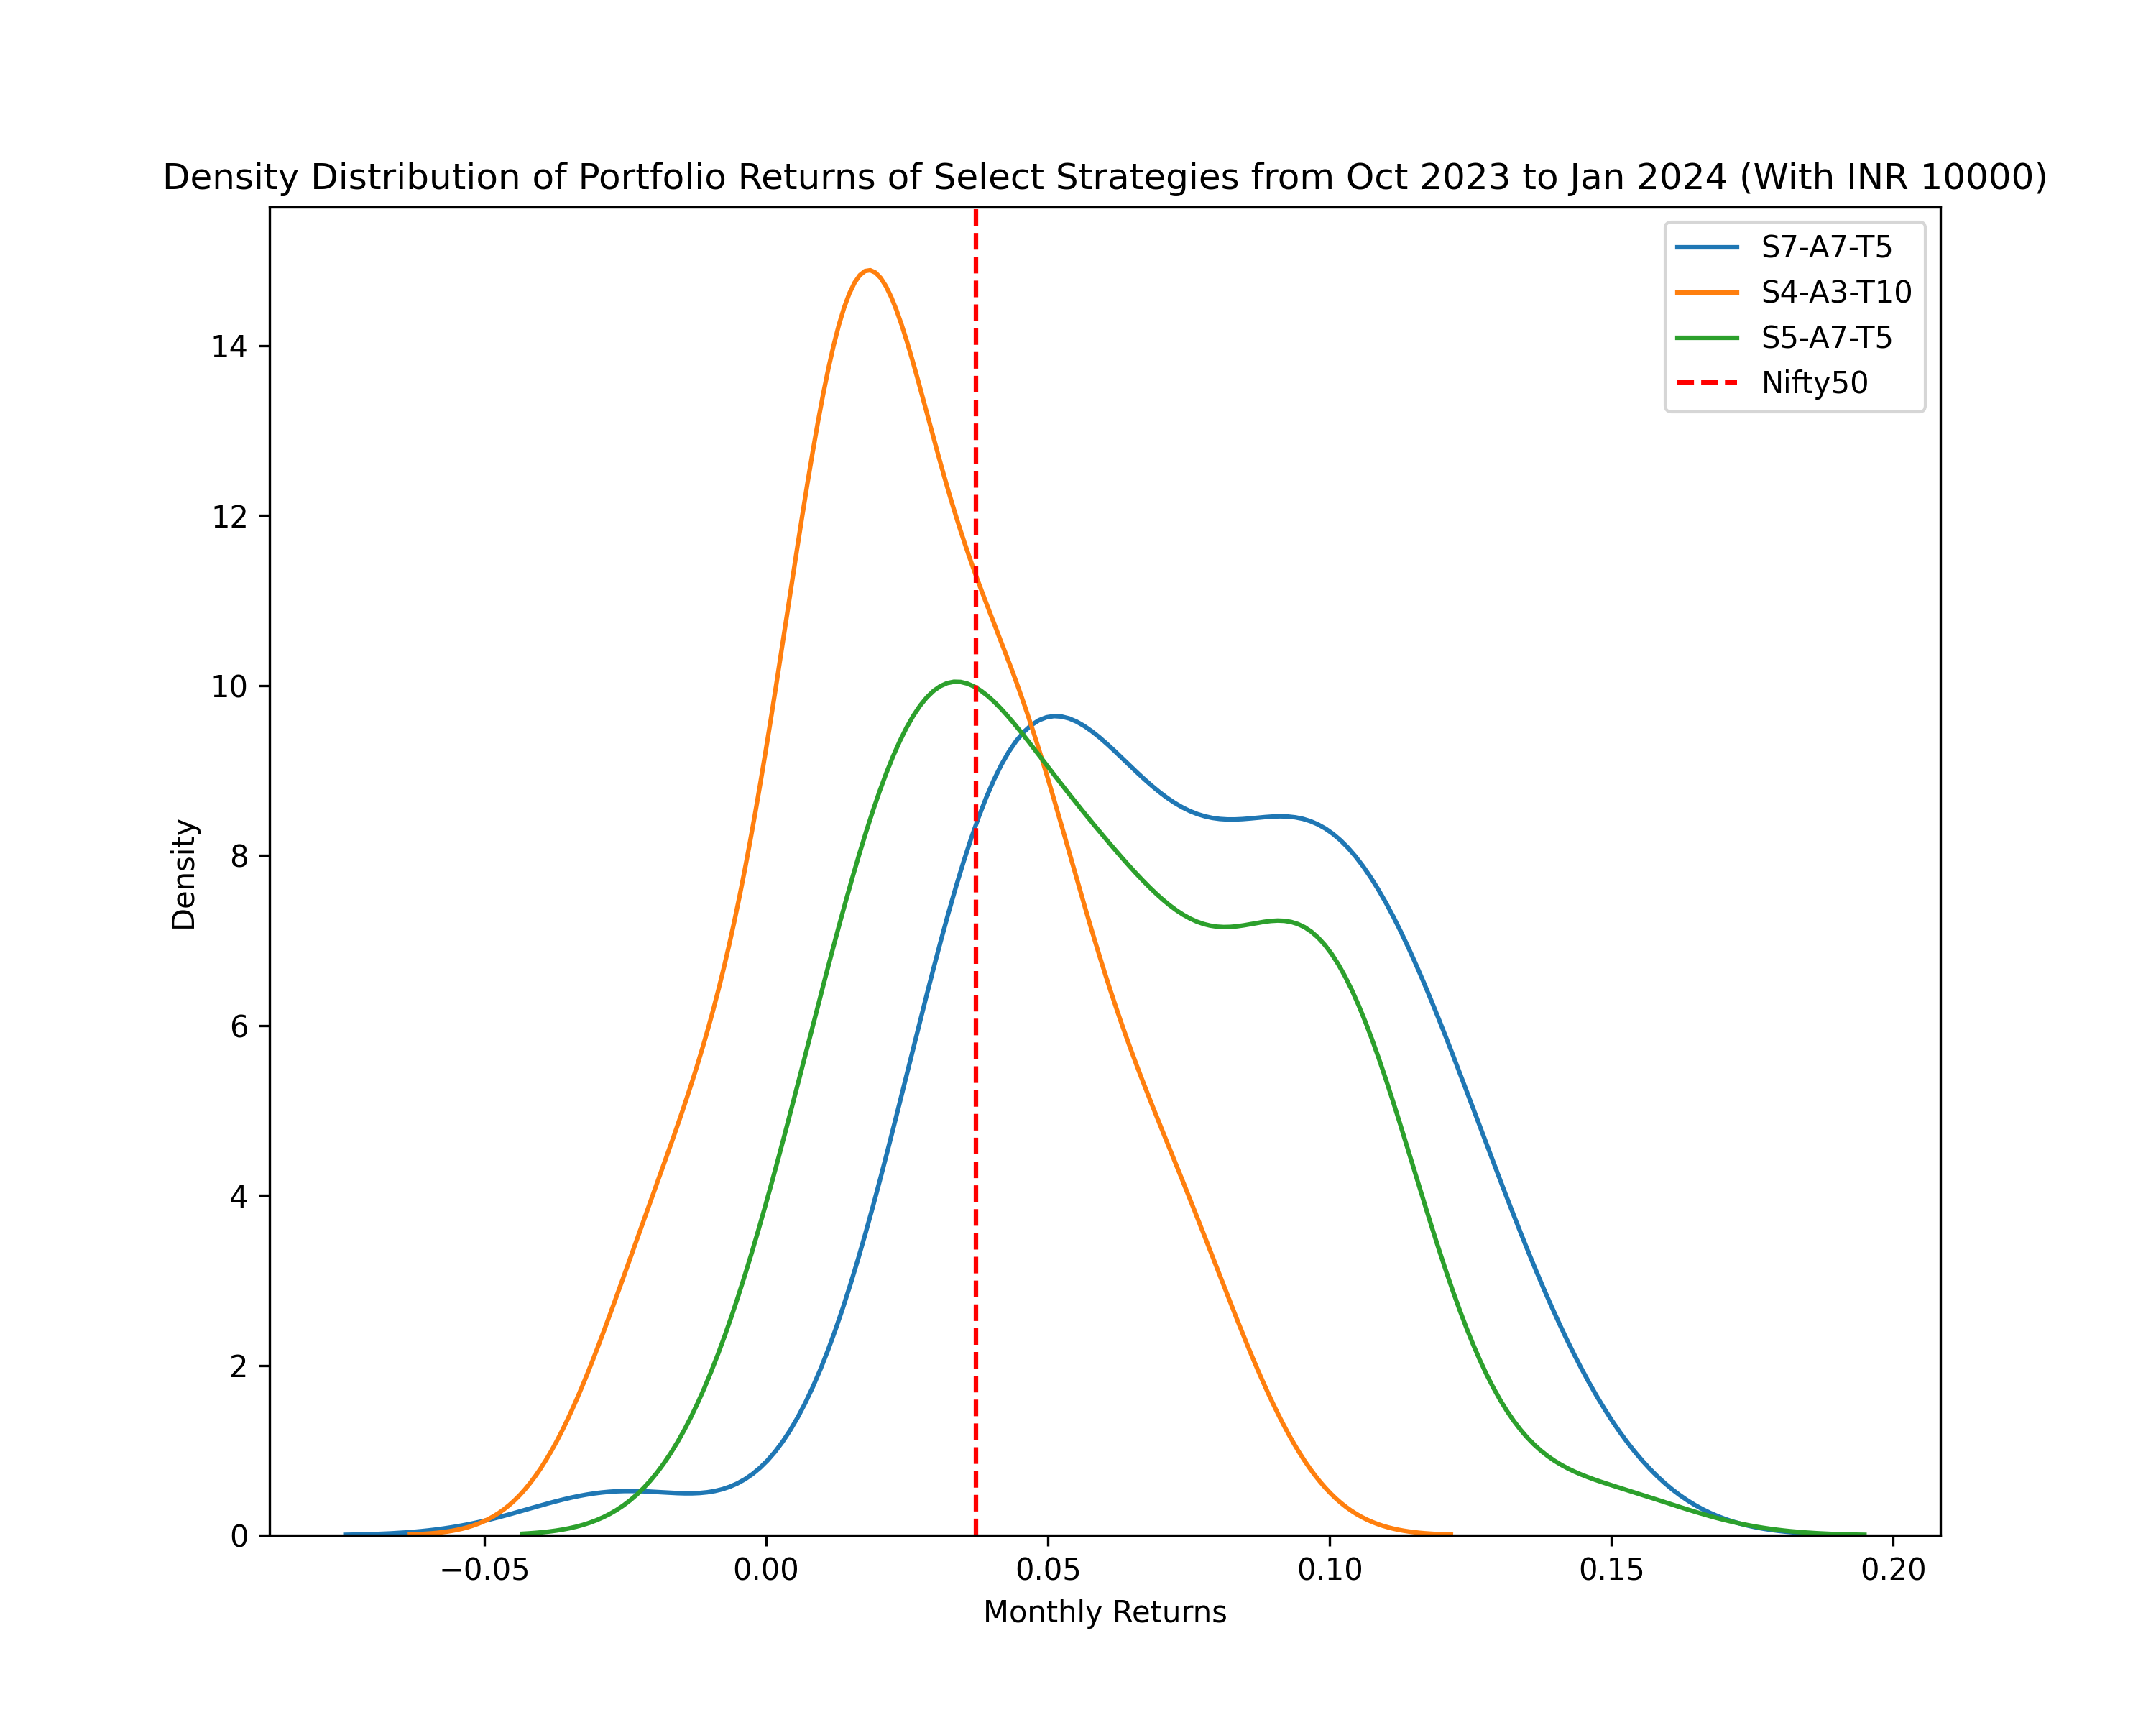 Density Distribution of Portfolio Returns of Select Strategies from Oct 2023 to Jan 2024 (With INR 10000)
S7-A7-T5
S4-A3-T10
S5-A7-T5
Nifty50
14
12
10
8
6
4
2
0
Density
−0.05 0.00 0.05 0.10 0.15 0.20
Monthly Returns